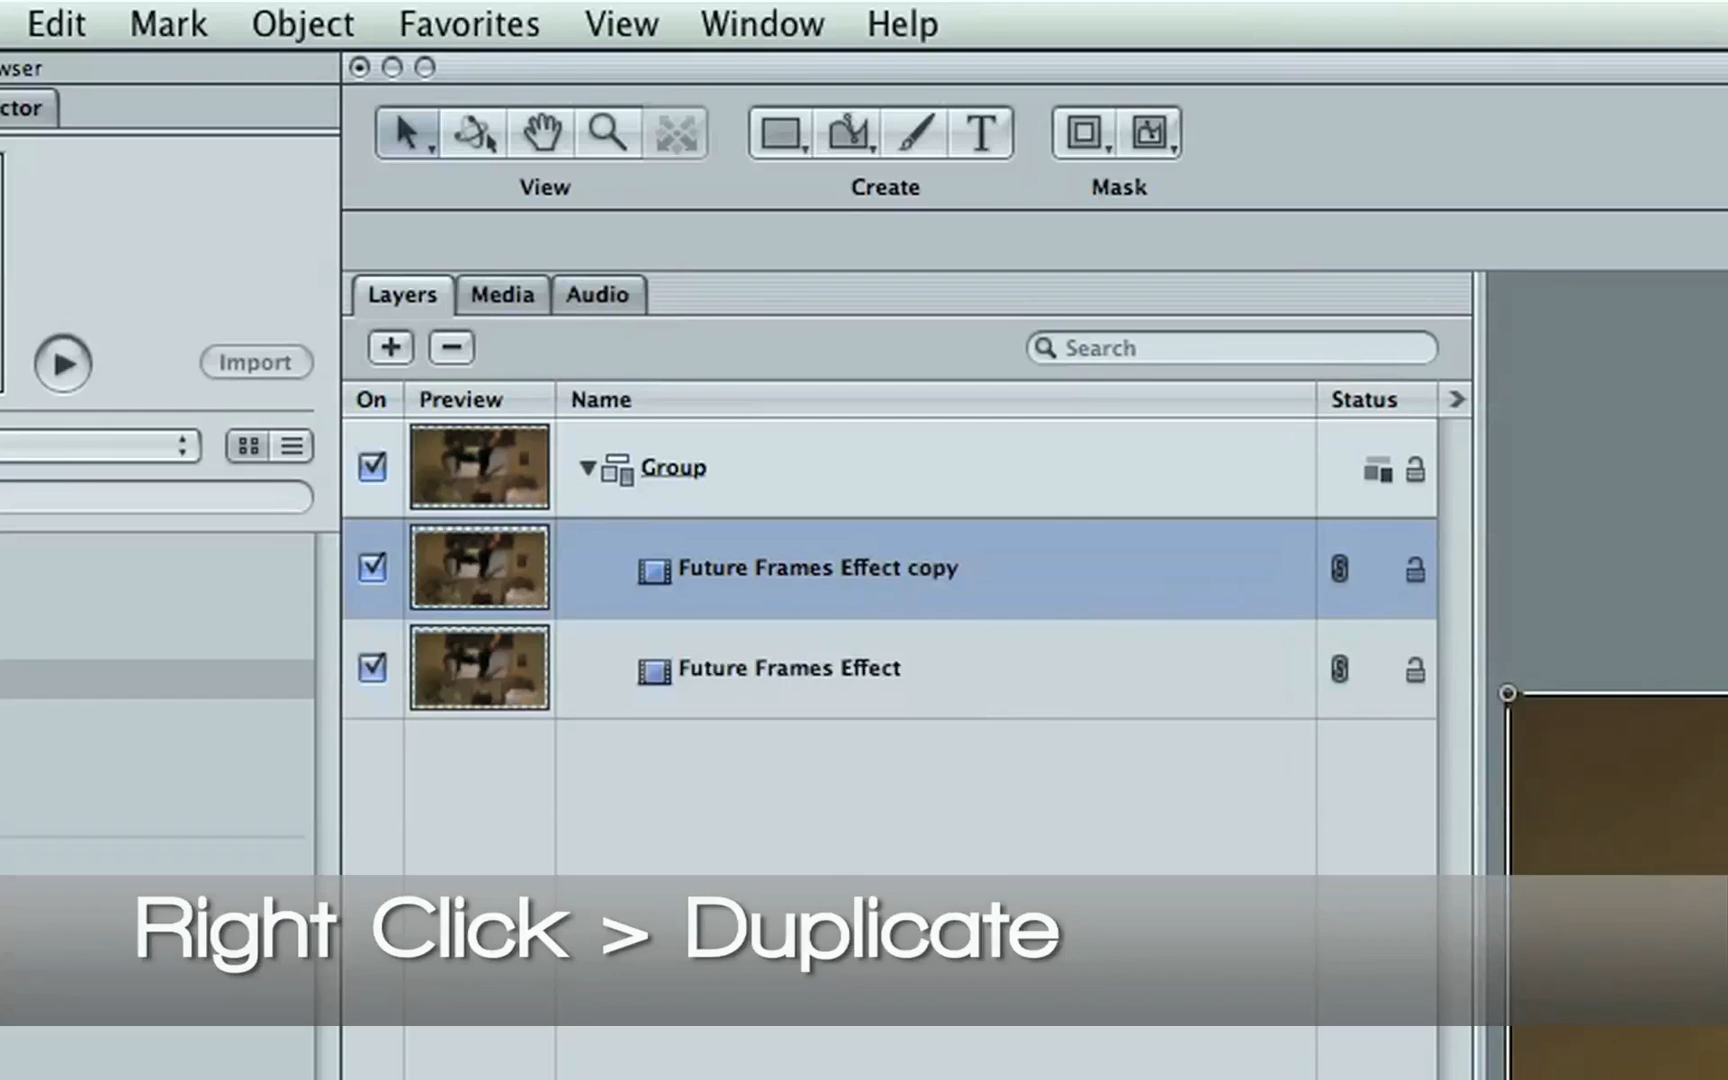 Edit Mark Object Favorites View Window Help
wser
ctor
T
View Create Mask
Layers Media Audio
Search
Import
On Preview Name Status
Group
Future Frames Effect copy
Future Frames Effect
Right Click > Duplicate